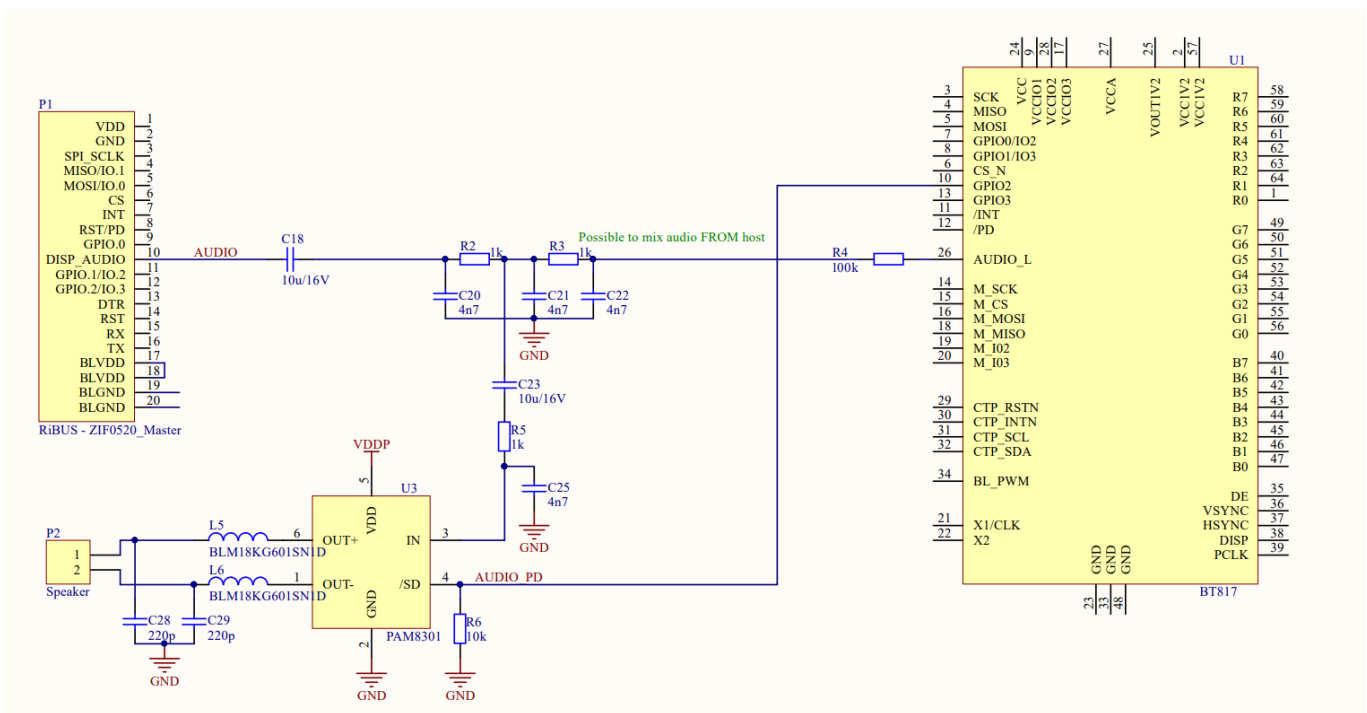 P1
VDD 1
GND 2
SPI_SCLK 3
MISO/IO.1 4
MOSI/IO.0 5
CS 6
INT 7
RST/PD 8
GPIO.0 9
DISP_AUDIO 10
GPIO.1/IO.2 11
GPIO.2/IO.3 12
DTR 13
RST 14
RX 15
TX 16
BLVDD 17
BLVDD 18
BLGND 19
BLGND 20
RiBUS - ZIF0520_Master
AUDIO
C18
10u/16V
R2
1k
R3
1k
Possible to mix audio FROM host
C20
4n7
C21
4n7
C22
4n7
GND
R4
100k
C23
10u/16V
R5
1k
C25
4n7
GND
VDDP
5
U3
VDD
6 OUT+
IN 3
1 OUT-
/SD 4
GND
2
PAM8301
GND
AUDIO_PD
R6
10k
GND
P2
1
2
Speaker
L5
BLM18KG601SN1D
L6
BLM18KG601SN1D
C28
220p
C29
220p
GND
U1
24 VCC
9 VCCIO1
28 VCCIO2
17 VCCIO3
27 VCCA
25 VOUT1V2
2 VCC1V2
57 VCC1V2
3 SCK
4 MISO
5 MOSI
7 GPIO0/IO2
8 GPIO1/IO3
6 CS_N
10 GPIO2
13 GPIO3
11 /INT
12 /PD
26 AUDIO_L
14 M_SCK
15 M_CS
16 M_MOSI
18 M_MISO
19 M_I02
20 M_I03
29 CTP_RSTN
30 CTP_INTN
31 CTP_SCL
32 CTP_SDA
34 BL_PWM
21 X1/CLK
22 X2
R7 58
R6 59
R5 60
R4 61
R3 62
R2 63
R1 64
R0 1
G7 49
G6 50
G5 51
G4 52
G3 53
G2 54
G1 55
G0 56
B7 40
B6 41
B5 42
B4 43
B3 44
B2 45
B1 46
B0 47
DE 35
VSYNC 36
HSYNC 37
DISP 38
PCLK 39
GND 23
GND 33
GND 48
BT817